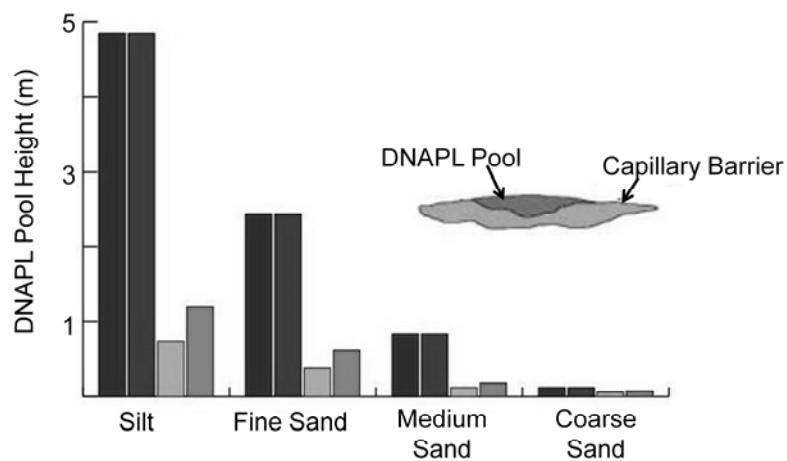 DNAPL Pool Height (m)
5
3
1
DNAPL Pool
Capillary Barrier
Silt
Fine Sand
Medium
Sand
Coarse
Sand